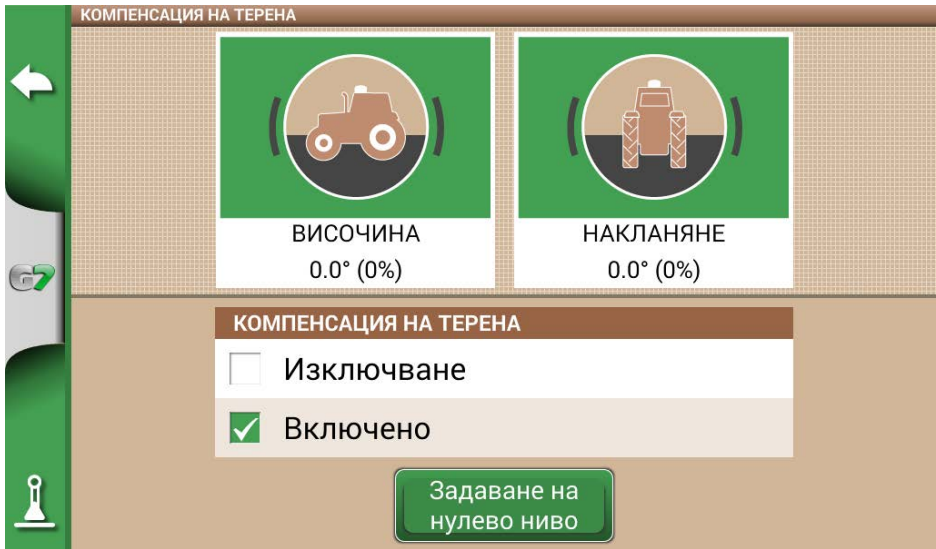 КОМПЕНСАЦИЯ НА ТЕРЕНА
ВИСОЧИНА
0.0° (0%)
НАКЛАНЯНЕ
0.0° (0%)
G7
КОМПЕНСАЦИЯ НА ТЕРЕНА
Изключване
Включено
Задаване на
нулево ниво